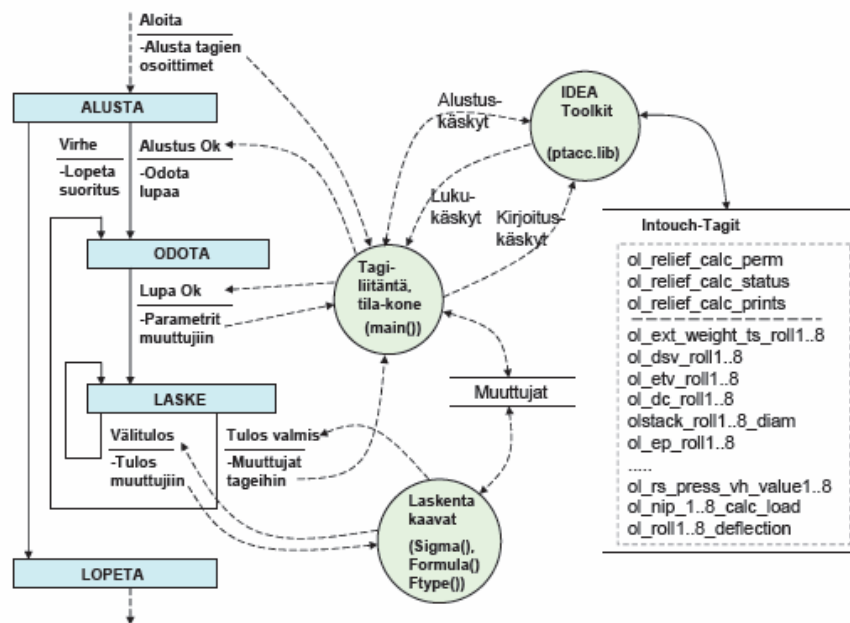 Aloita
-Alusta tagien
osoittimet
ALUSTA
Virhe
-Lopeta
suoritus
Alustus Ok
-Odota
lupaa
ODOTA
Lupa Ok
-Parametrit
muuttujiin
LASKE
Välitulos
-Tulos
muuttujiin
Tulos valmis
-Muuttujat
tageihin
LOPETA
Alustus-
käskyt
Luku-
käskyt
Kirjoitus-
käskyt
IDEA
Toolkit
(ptacc.lib)
Tagi-
liitäntä,
tila-kone
(main())
Muuttujat
Laskenta
kaavat
(Sigma(),
Formula()
Ftype())
Intouch-Tagit
ol_relief_calc_perm
ol_relief_calc_status
ol_relief_calc_prints
ol_ext_weight_ts_roll1..8
ol_dsv_roll1..8
ol_etv_roll1..8
ol_dc_roll1..8
olstack_roll1..8_diam
ol_ep_roll1..8
.....
ol_rs_press_vh_value1..8
ol_nip_1..8_calc_load
ol_roll1..8_deflection